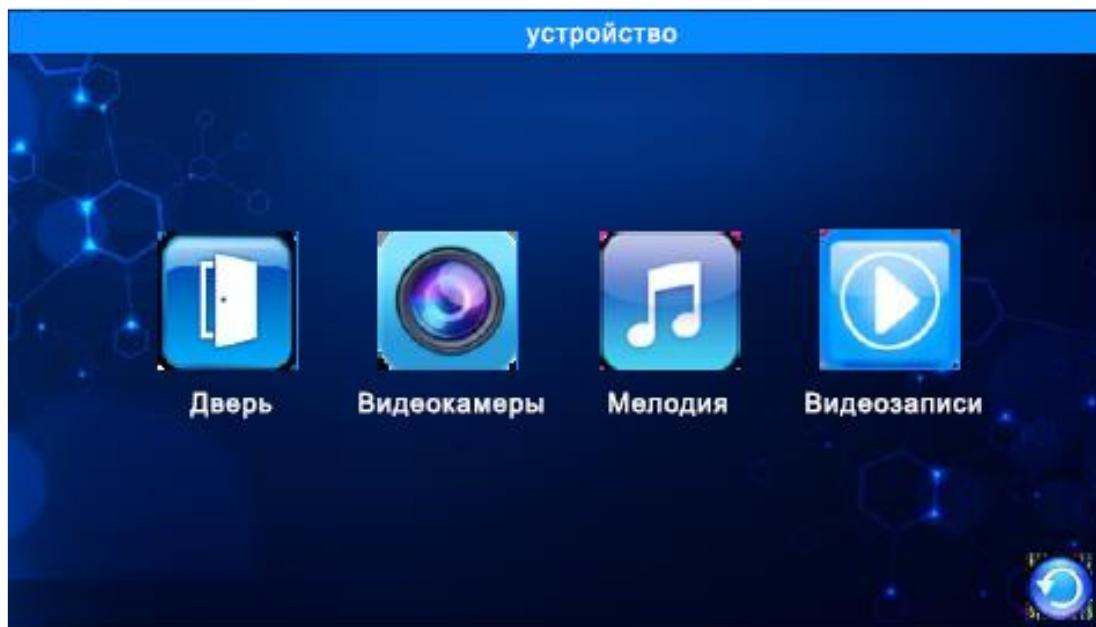 устройство
Дверь Видеокамеры Мелодия Видеозаписи